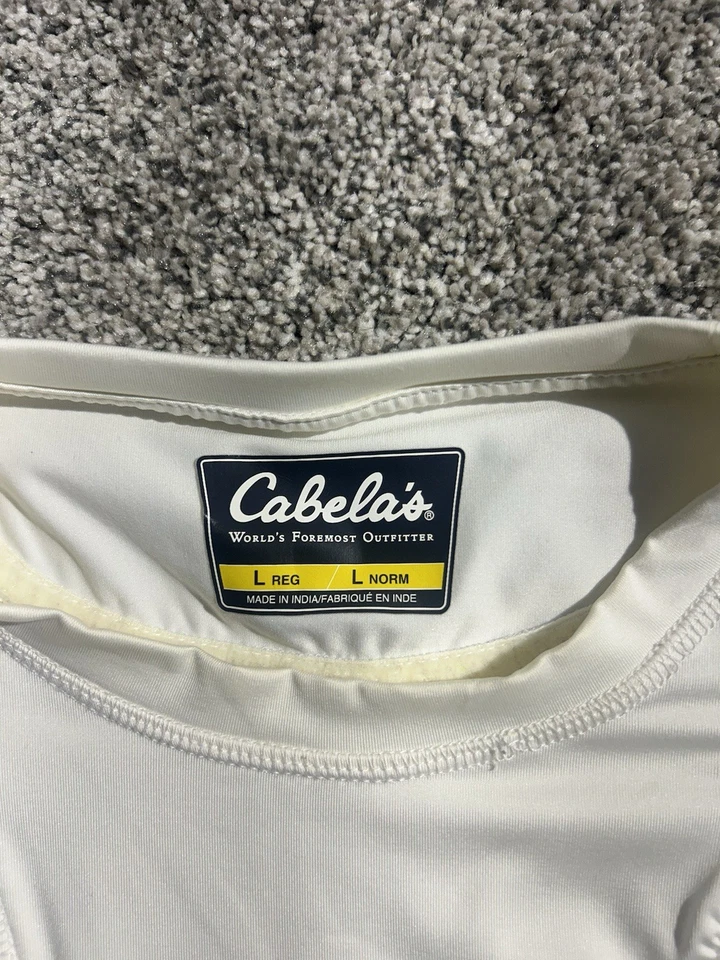 Cabela's®
WORLD'S FOREMOST OUTFITTER
L REG / L NORM
MADE IN INDIA/FABRIQUÉ EN INDE